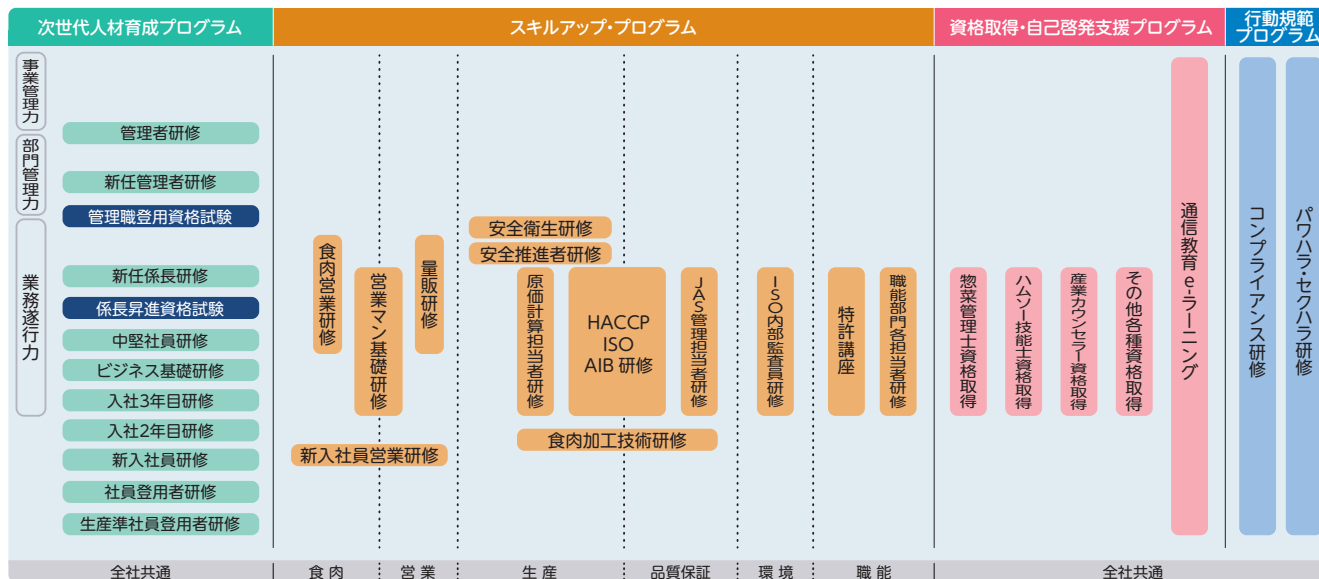 次世代人材育成プログラム
スキルアップ・プログラム
資格取得・自己啓発支援プログラム
行動規範
プログラム
事業管理力
部門管理力
業務遂行力
管理者研修
新任管理者研修
管理職登用資格試験
新任係長研修
係長昇進資格試験
中堅社員研修
ビジネス基礎研修
入社3年目研修
入社2年目研修
新入社員研修
社員登用者研修
生産準社員登用者研修
食肉営業研修
営業マン基礎研修
量販研修
新入社員営業研修
安全衛生研修
安全推進者研修
原価計算担当者研修
HACCP
ISO
AIB 研修
JAS管理担当者研修
食肉加工技術研修
ISO内部監査員研修
特許講座
職能部門各担当者研修
惣菜管理士資格取得
ハムソー技能士資格取得
産業カウンセラー資格取得
その他各種資格取得
通信教育 e-ラーニング
コンプライアンス研修
パワハラ・セクハラ研修
全社共通
食 肉
営 業
生 産
品質保証
環 境
職 能
全社共通